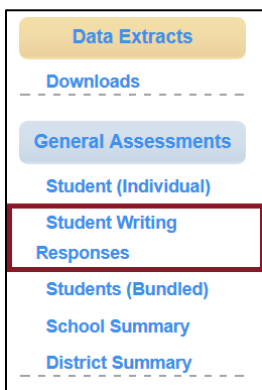 Data Extracts
Downloads
General Assessments
Student (Individual)
Student Writing
Responses
Students (Bundled)
School Summary
District Summary